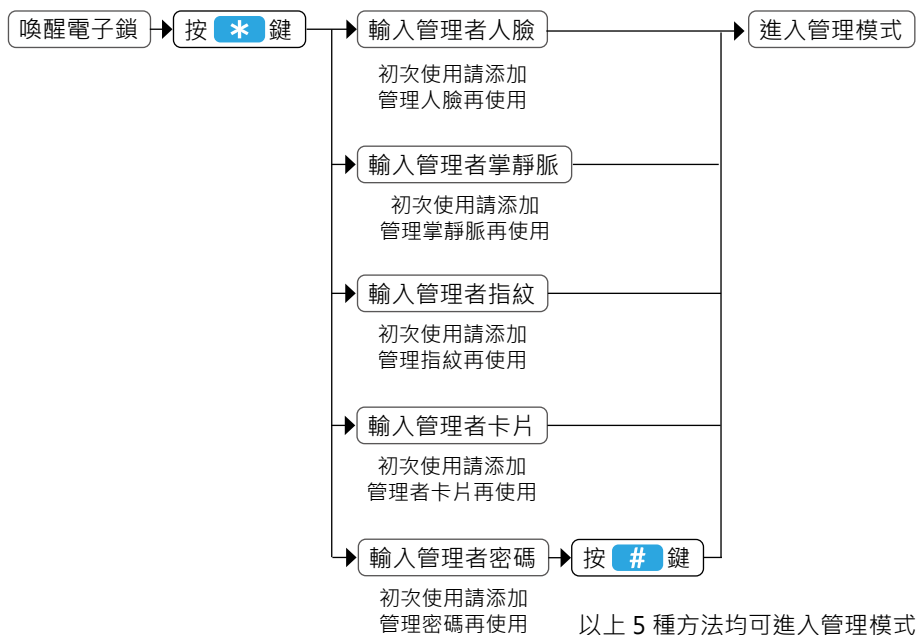 喚醒電子鎖
按 * 鍵
輸入管理者人臉
進入管理模式
初次使用請添加
管理人臉再使用
輸入管理者掌靜脈
初次使用請添加
管理掌靜脈再使用
輸入管理者指紋
初次使用請添加
管理指紋再使用
輸入管理者卡片
初次使用請添加
管理者卡片再使用
輸入管理者密碼
按 # 鍵
初次使用請添加
管理密碼再使用
以上 5 種方法均可進入管理模式